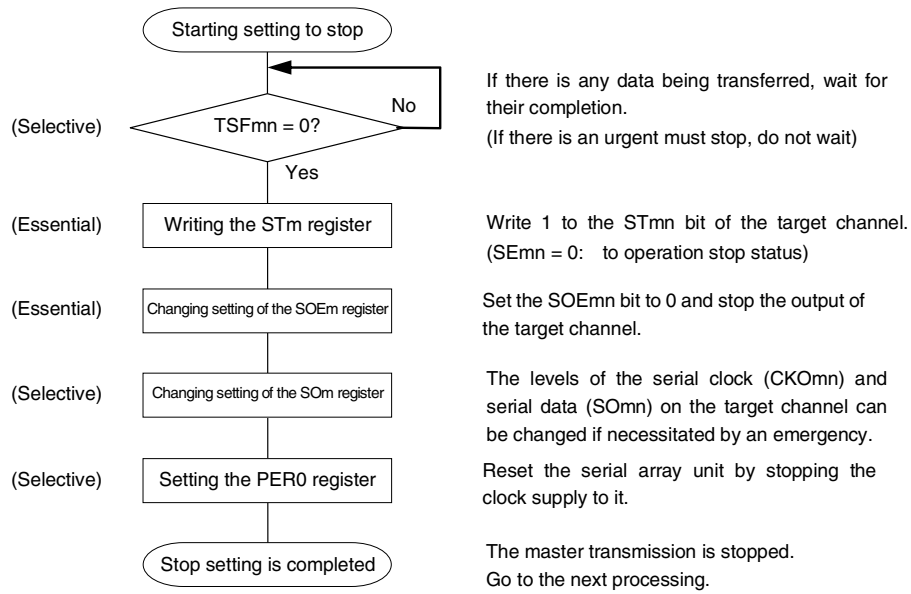 Starting setting to stop
No
If there is any data being transferred, wait for
their completion.
(Selective)
TSFmn = 0?
(If there is an urgent must stop, do not wait)
Yes
(Essential)
Writing the STm register
Write 1 to the STmn bit of the target channel.
(SEmn = 0: to operation stop status)
(Essential)
Changing setting of the SOEm register
Set the SOEmn bit to 0 and stop the output of
the target channel.
(Selective)
Changing setting of the SOm register
The levels of the serial clock (CKOmn) and
serial data (SOmn) on the target channel can
be changed if necessitated by an emergency.
(Selective)
Setting the PER0 register
Reset the serial array unit by stopping the
clock supply to it.
Stop setting is completed
The master transmission is stopped.
Go to the next processing.